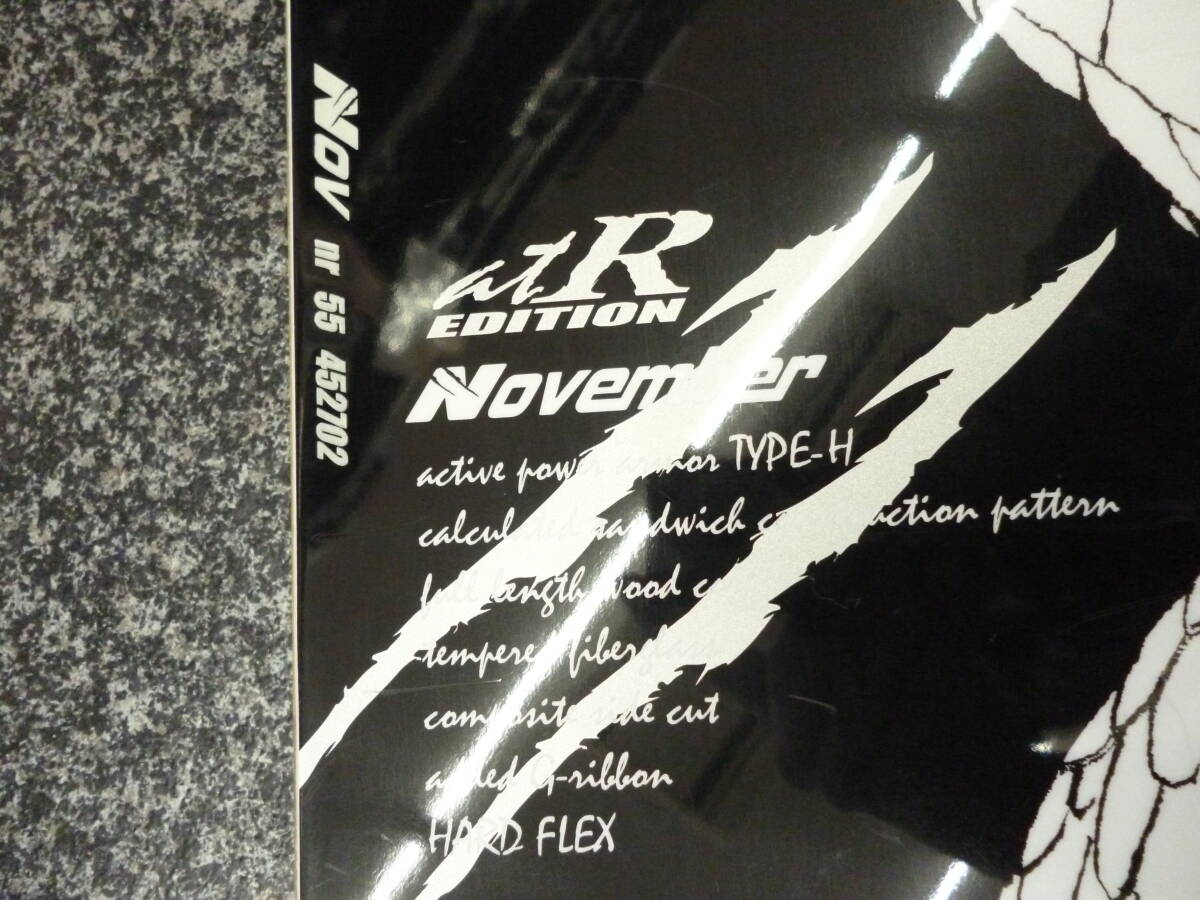 Nov nr 55 452702
atR
EDITION
November
active power armor TYPE-H
calculated sandwich construction pattern
full length wood
tempered fiberglass
composite side cut
added G-ribbon
HARD FLEX